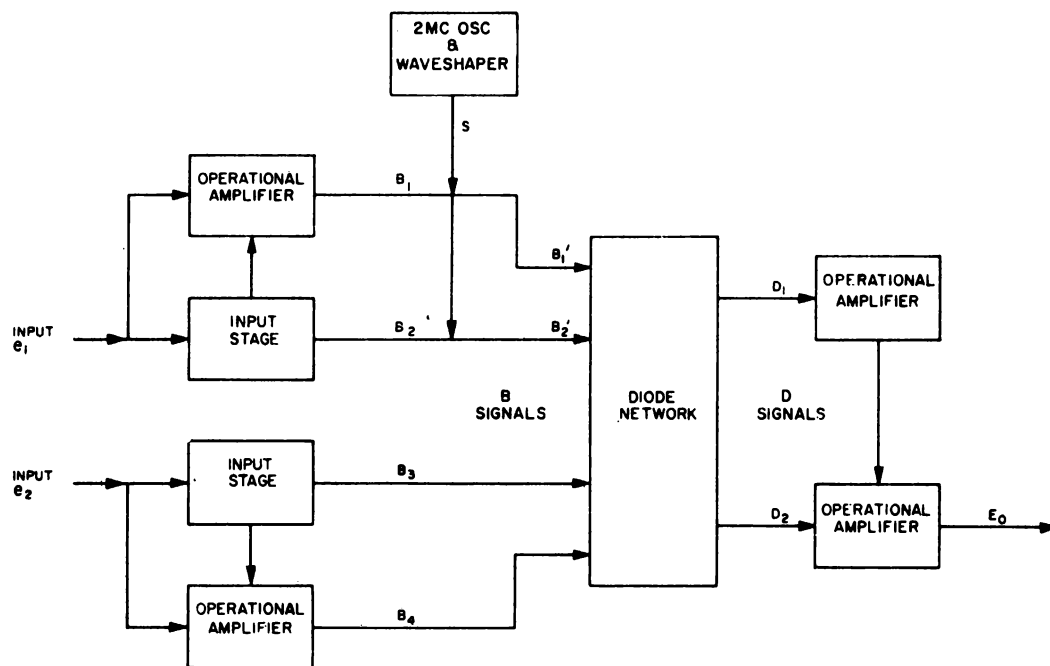 2MC OSC
&
WAVESHAPER
S
OPERATIONAL
AMPLIFIER
B₁
B₁'
D₁
OPERATIONAL
AMPLIFIER
INPUT
e₁
INPUT
STAGE
B₂'
B₂'
B
SIGNALS
DIODE
NETWORK
D
SIGNALS
INPUT
e₂
INPUT
STAGE
B₃
D₂
OPERATIONAL
AMPLIFIER
E₀
OPERATIONAL
AMPLIFIER
B₄